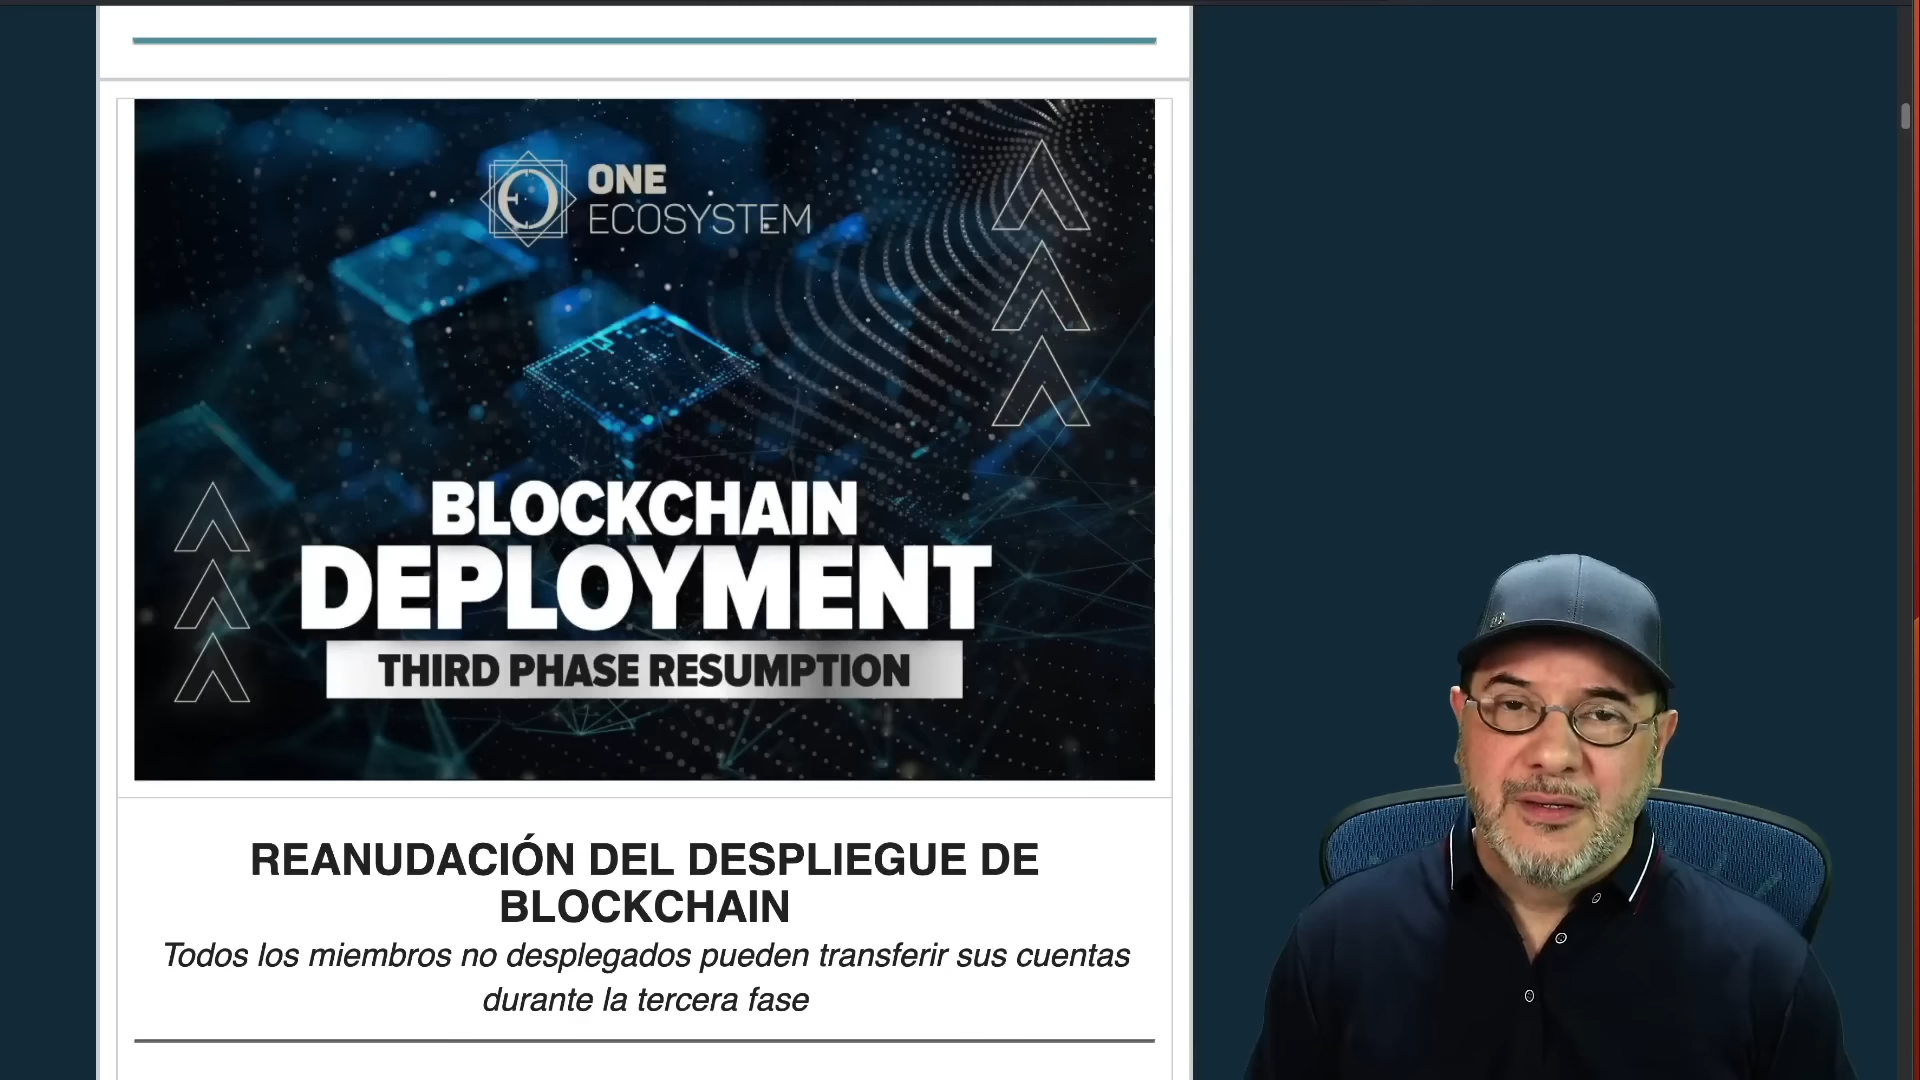 ONE
ECOSYSTEM
BLOCKCHAIN
DEPLOYMENT
THIRD PHASE RESUMPTION
REANUDACIÓN DEL DESPLIEGUE DE
BLOCKCHAIN
Todos los miembros no desplegados pueden transferir sus cuentas
durante la tercera fase